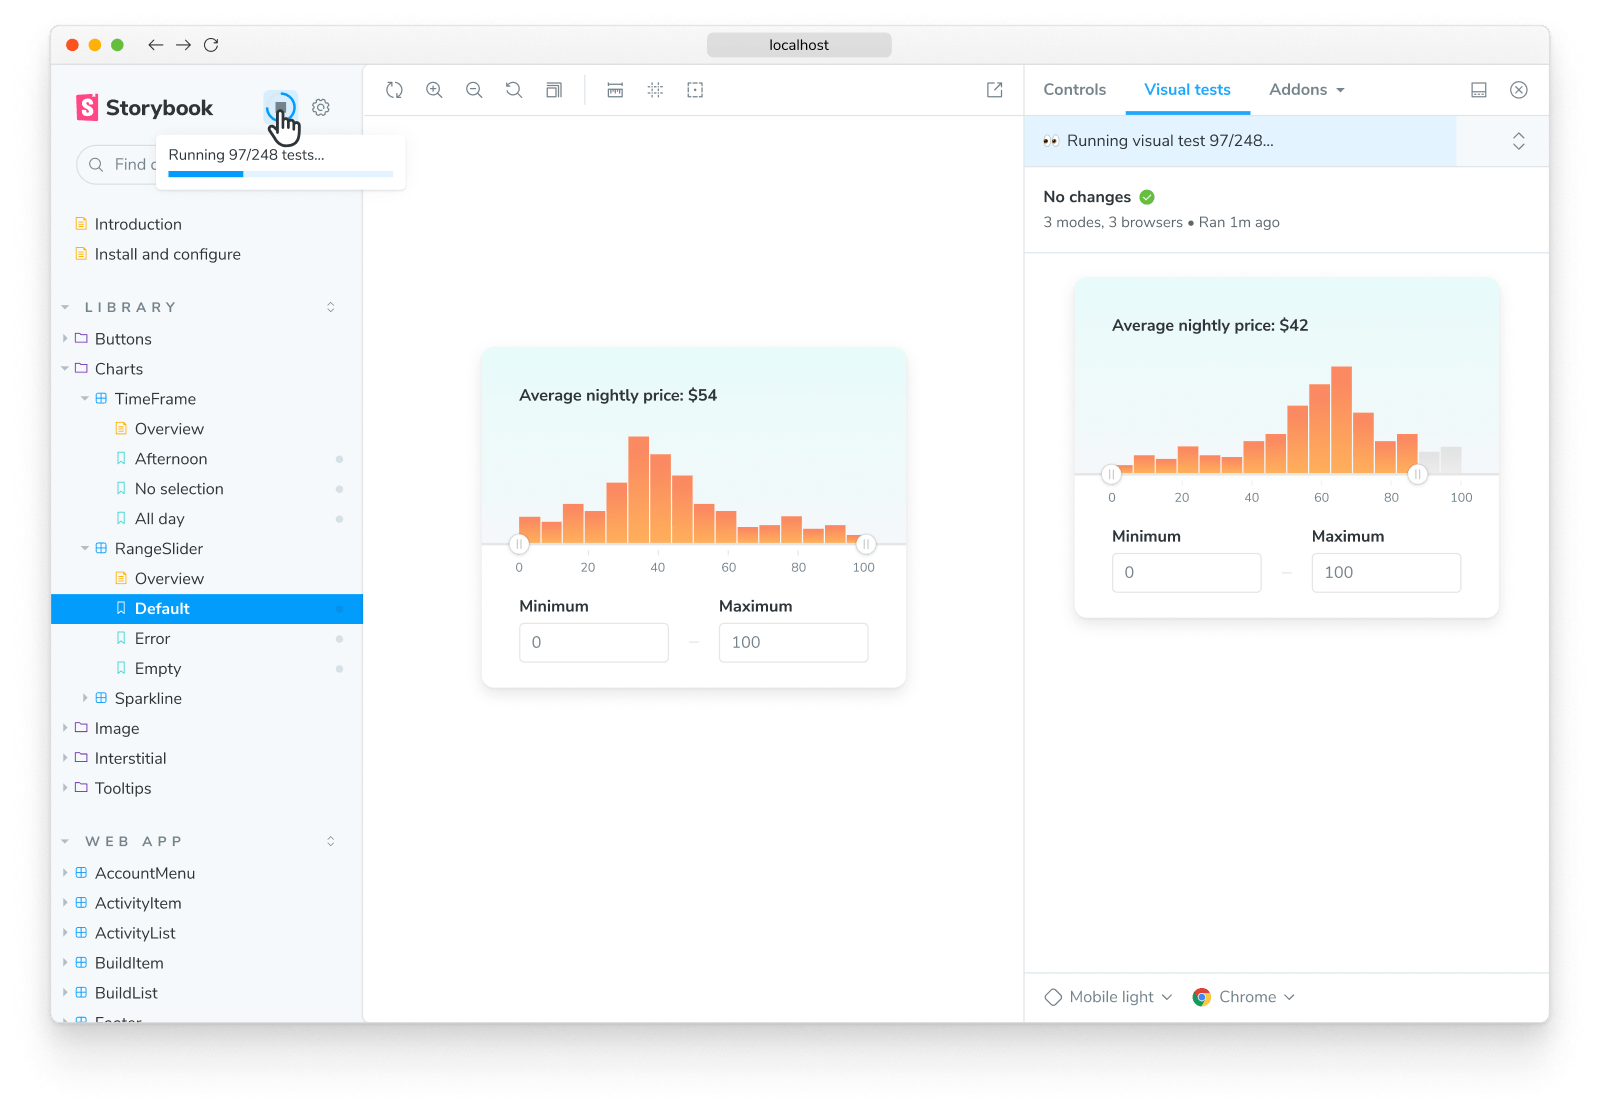 localhost
Storybook
Running 97/248 tests...
Find
Introduction
Install and configure
LIBRARY
Buttons
Charts
TimeFrame
Overview
Afternoon
No selection
All day
RangeSlider
Overview
Default
Error
Empty
Sparkline
Image
Interstitial
Tooltips
WEB APP
AccountMenu
ActivityItem
ActivityList
BuildItem
BuildList
Average nightly price: $54
0 20 40 60 80 100
Minimum Maximum
0 – 100
Controls Visual tests Addons
Running visual test 97/248...
No changes
3 modes, 3 browsers • Ran 1m ago
Average nightly price: $42
0 20 40 60 80 100
Minimum Maximum
0 – 100
Mobile light Chrome